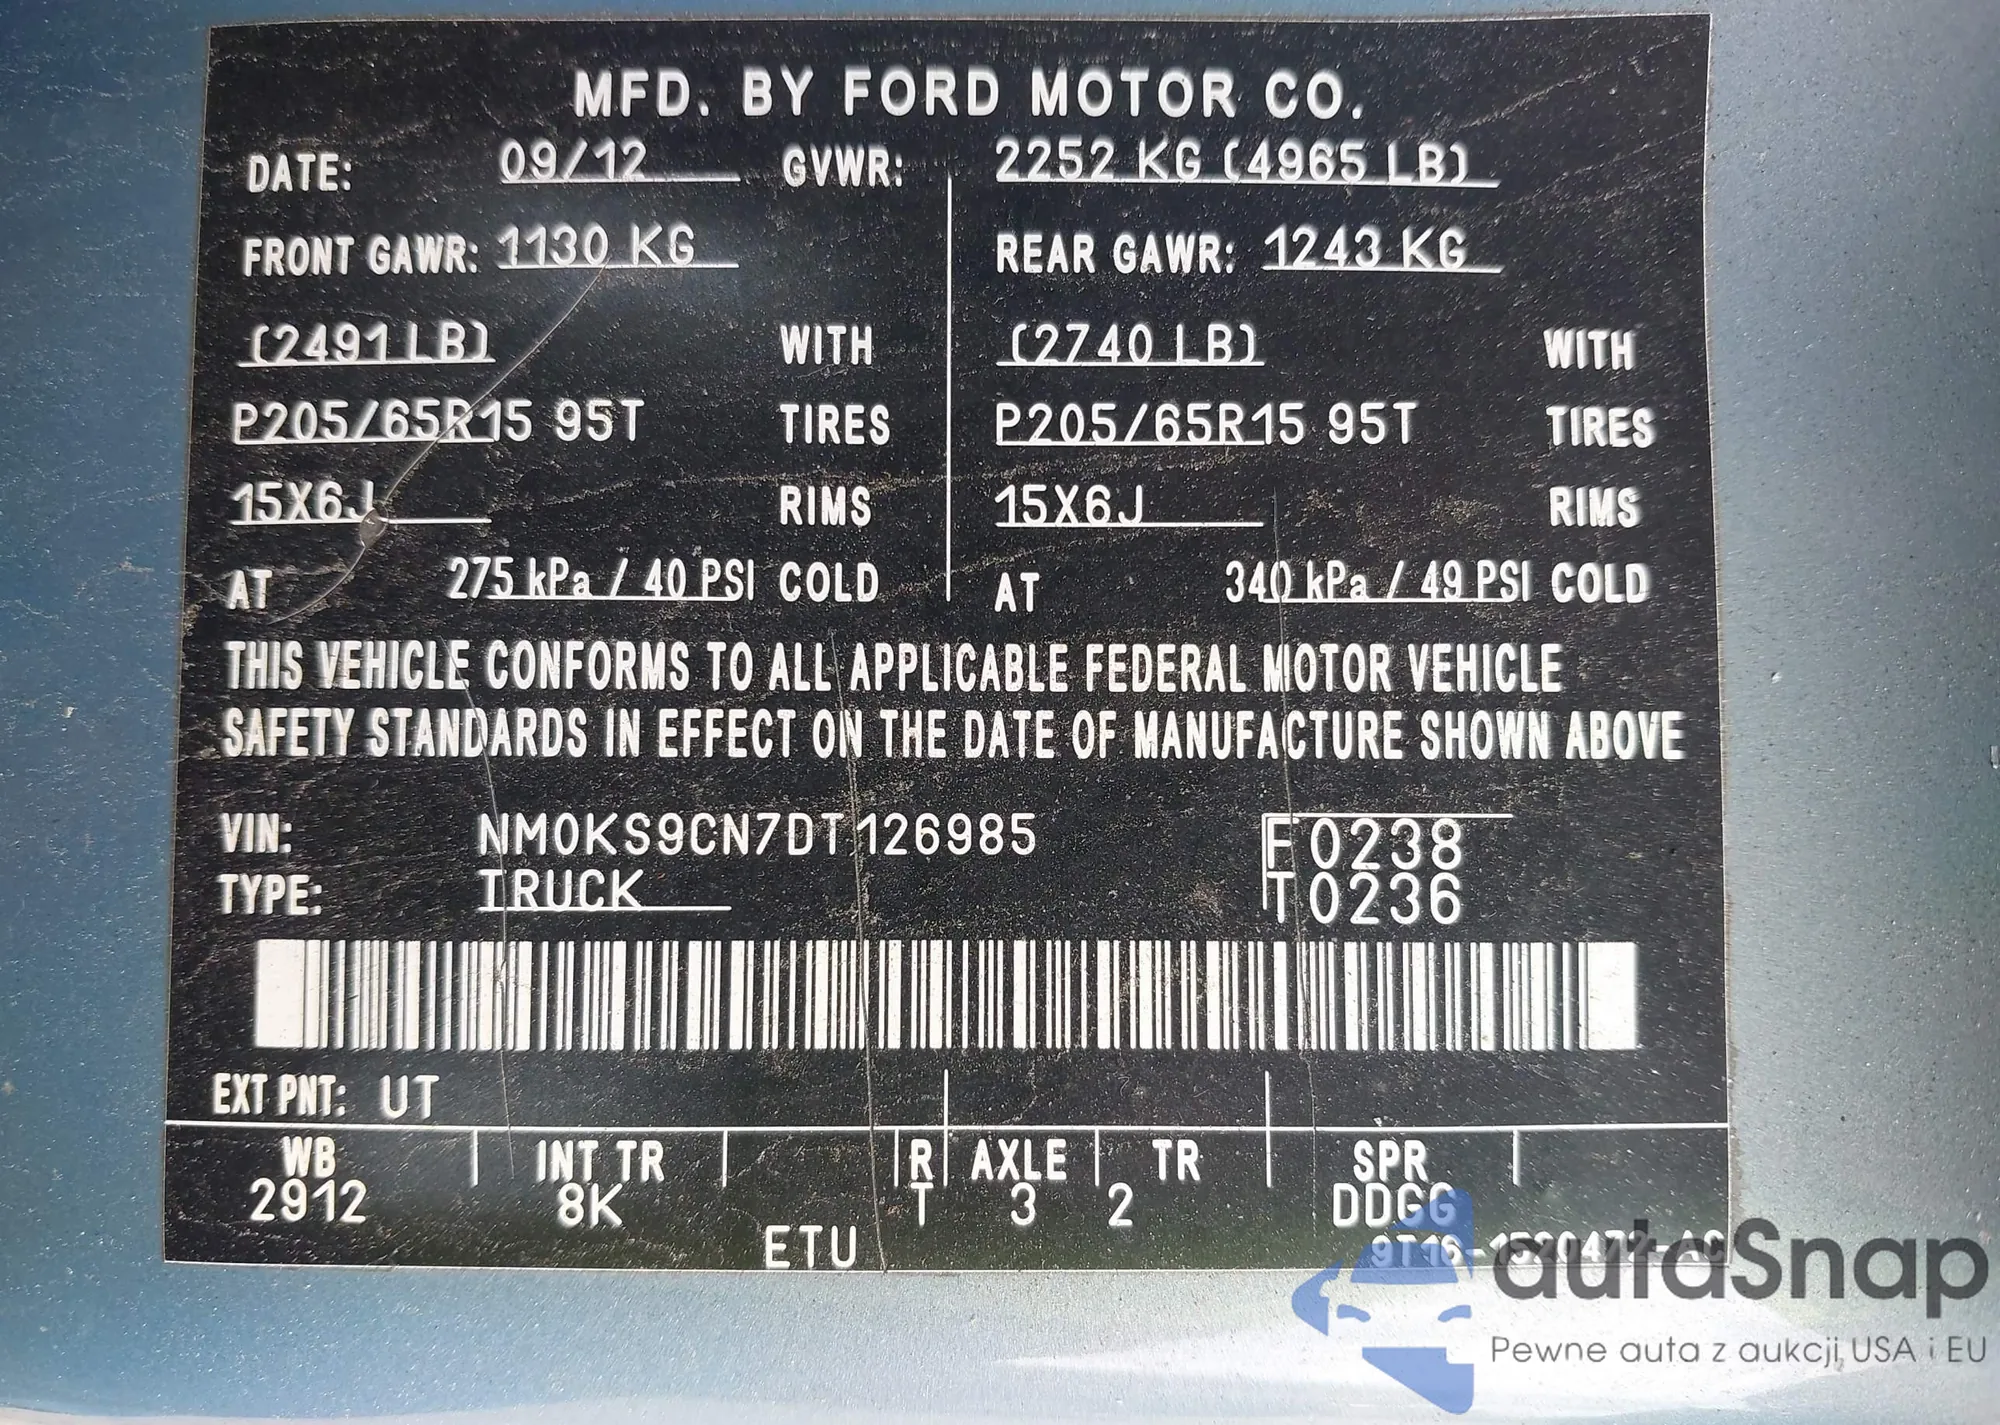 MFD. BY FORD MOTOR CO.
DATE: 09/12 GVWR: 2252 KG (4965 LB)
FRONT GAWR: 1130 KG REAR GAWR: 1243 KG
(2491 LB) WITH (2740 LB) WITH
P205/65R15 95T TIRES P205/65R15 95T TIRES
15X6J RIMS 15X6J RIMS
AT 275 kPa / 40 PSI COLD AT 340 kPa / 49 PSI COLD
THIS VEHICLE CONFORMS TO ALL APPLICABLE FEDERAL MOTOR VEHICLE
SAFETY STANDARDS IN EFFECT ON THE DATE OF MANUFACTURE SHOWN ABOVE
VIN: NM0KS9CN7DT126985 F0238
TYPE: TRUCK T0236
EXT PNT: UT
WB INT TR R AXLE TR SPR
2912 8K T 3 2 DDGG
ETU 9T16-1520472-AC
autaSnap
Pewne auta z aukcji USA i EU